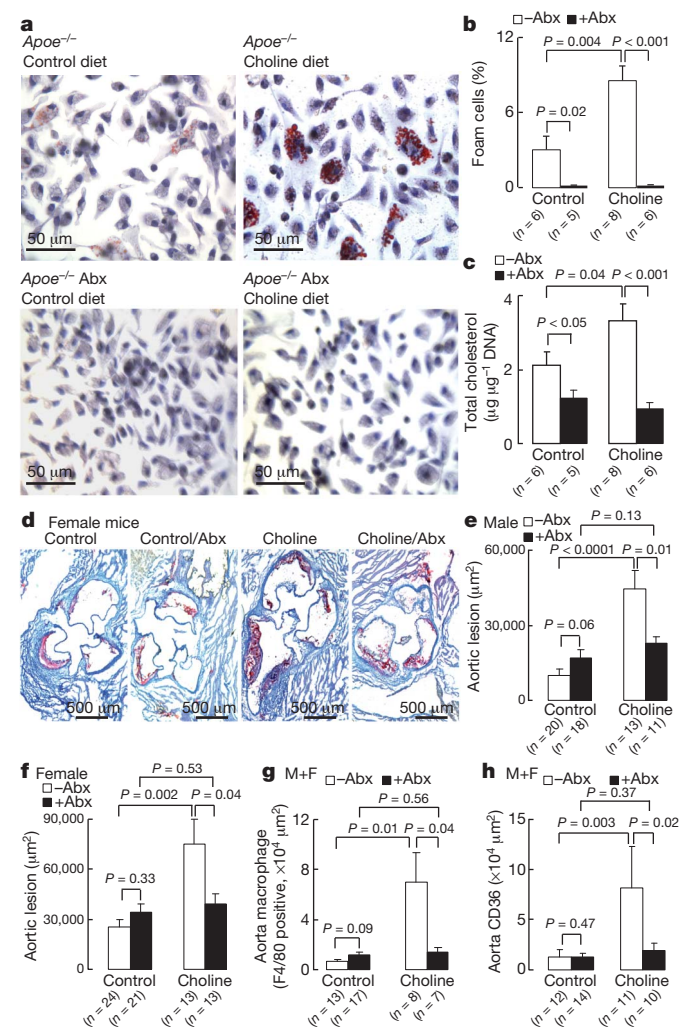 a
Apoe−/−
Control diet
Apoe−/−
Choline diet
50 μm
50 μm
Apoe−/− Abx
Control diet
Apoe−/− Abx
Choline diet
50 μm
50 μm
b
−Abx +Abx
P = 0.004 P < 0.001
P = 0.02
Foam cells (%)
12
6
0
Control Choline
(n = 6) (n = 5) (n = 8) (n = 6)
c
−Abx
+Abx
P = 0.04 P < 0.001
P < 0.05
Total cholesterol
(μg μg−1 DNA)
4
2
0
Control Choline
(n = 6) (n = 5) (n = 8) (n = 6)
d Female mice
Control Control/Abx Choline Choline/Abx
500 μm 500 μm 500 μm 500 μm
e Male −Abx
+Abx
P = 0.13
P < 0.0001 P = 0.01
P = 0.06
Aortic lesion (μm2)
60,000
30,000
0
Control Choline
(n = 20) (n = 18) (n = 13) (n = 11)
f Female
−Abx
+Abx
P = 0.53
P = 0.002 P = 0.04
P = 0.33
Aortic lesion (μm2)
90,000
60,000
30,000
0
Control Choline
(n = 24) (n = 21) (n = 13) (n = 13)
g M+F −Abx +Abx
P = 0.56
P = 0.01 P = 0.04
P = 0.09
Aorta macrophage
(F4/80 positive, ×10⁴ μm2)
12
8
4
0
Control Choline
(n = 13) (n = 17) (n = 8) (n = 7)
h M+F −Abx +Abx
P = 0.37
P = 0.003 P = 0.02
P = 0.47
Aorta CD36 (×10⁴ μm2)
15
10
5
0
Control Choline
(n = 12) (n = 14) (n = 11) (n = 10)